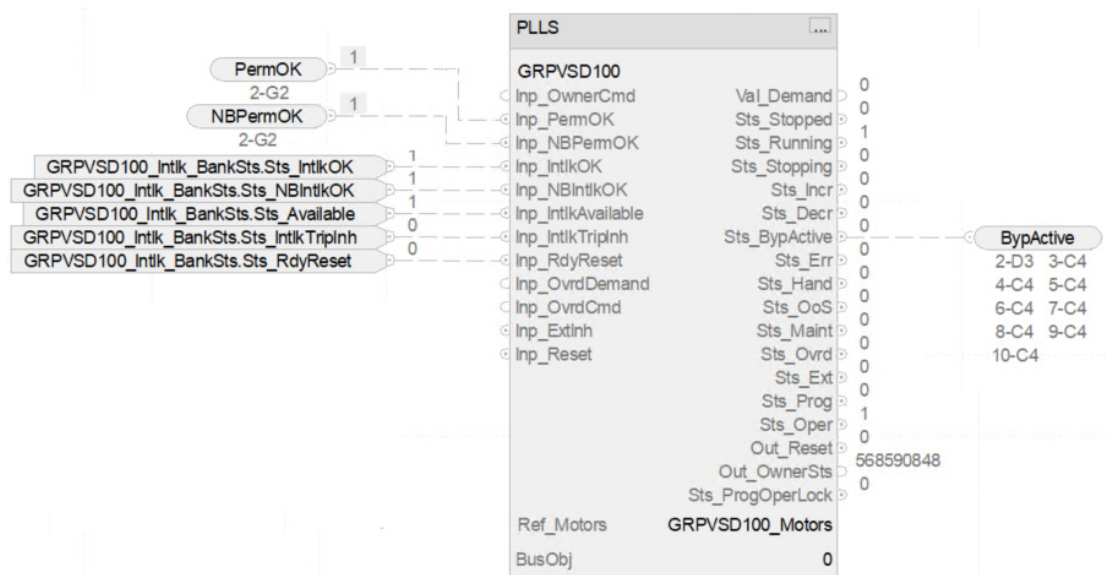 PLLS ...
GRPVSD100
PermOK 1
2-G2
NBPermOK 1
2-G2
GRPVSD100_Intlk_BankSts.Sts_IntlkOK 1
GRPVSD100_Intlk_BankSts.Sts_NBIntlkOK 1
GRPVSD100_Intlk_BankSts.Sts_Available 1
GRPVSD100_Intlk_BankSts.Sts_IntlkTripInh 0
GRPVSD100_Intlk_BankSts.Sts_RdyReset 0
Inp_OwnerCmd Val_Demand 0
Inp_PermOK Sts_Stopped 0
Inp_NBPermOK Sts_Running 1
Inp_IntlkOK Sts_Stopping 0
Inp_NBIntlkOK Sts_Incr 0
Inp_IntlkAvailable Sts_Decr 0
Inp_IntlkTripInh Sts_BypActive 0
Inp_RdyReset Sts_Err 0
Inp_OvrdDemand Sts_Hand 0
Inp_OvrdCmd Sts_OoS 0
Inp_ExtInh Sts_Maint 0
Inp_Reset Sts_Ovrd 0
Sts_Ext 0
Sts_Prog 0
Sts_Oper 1
Out_Reset 0
Out_OwnerSts 568590848
Sts_ProgOperLock 0
Ref_Motors GRPVSD100_Motors
BusObj 0
BypActive
2-D3 3-C4
4-C4 5-C4
6-C4 7-C4
8-C4 9-C4
10-C4